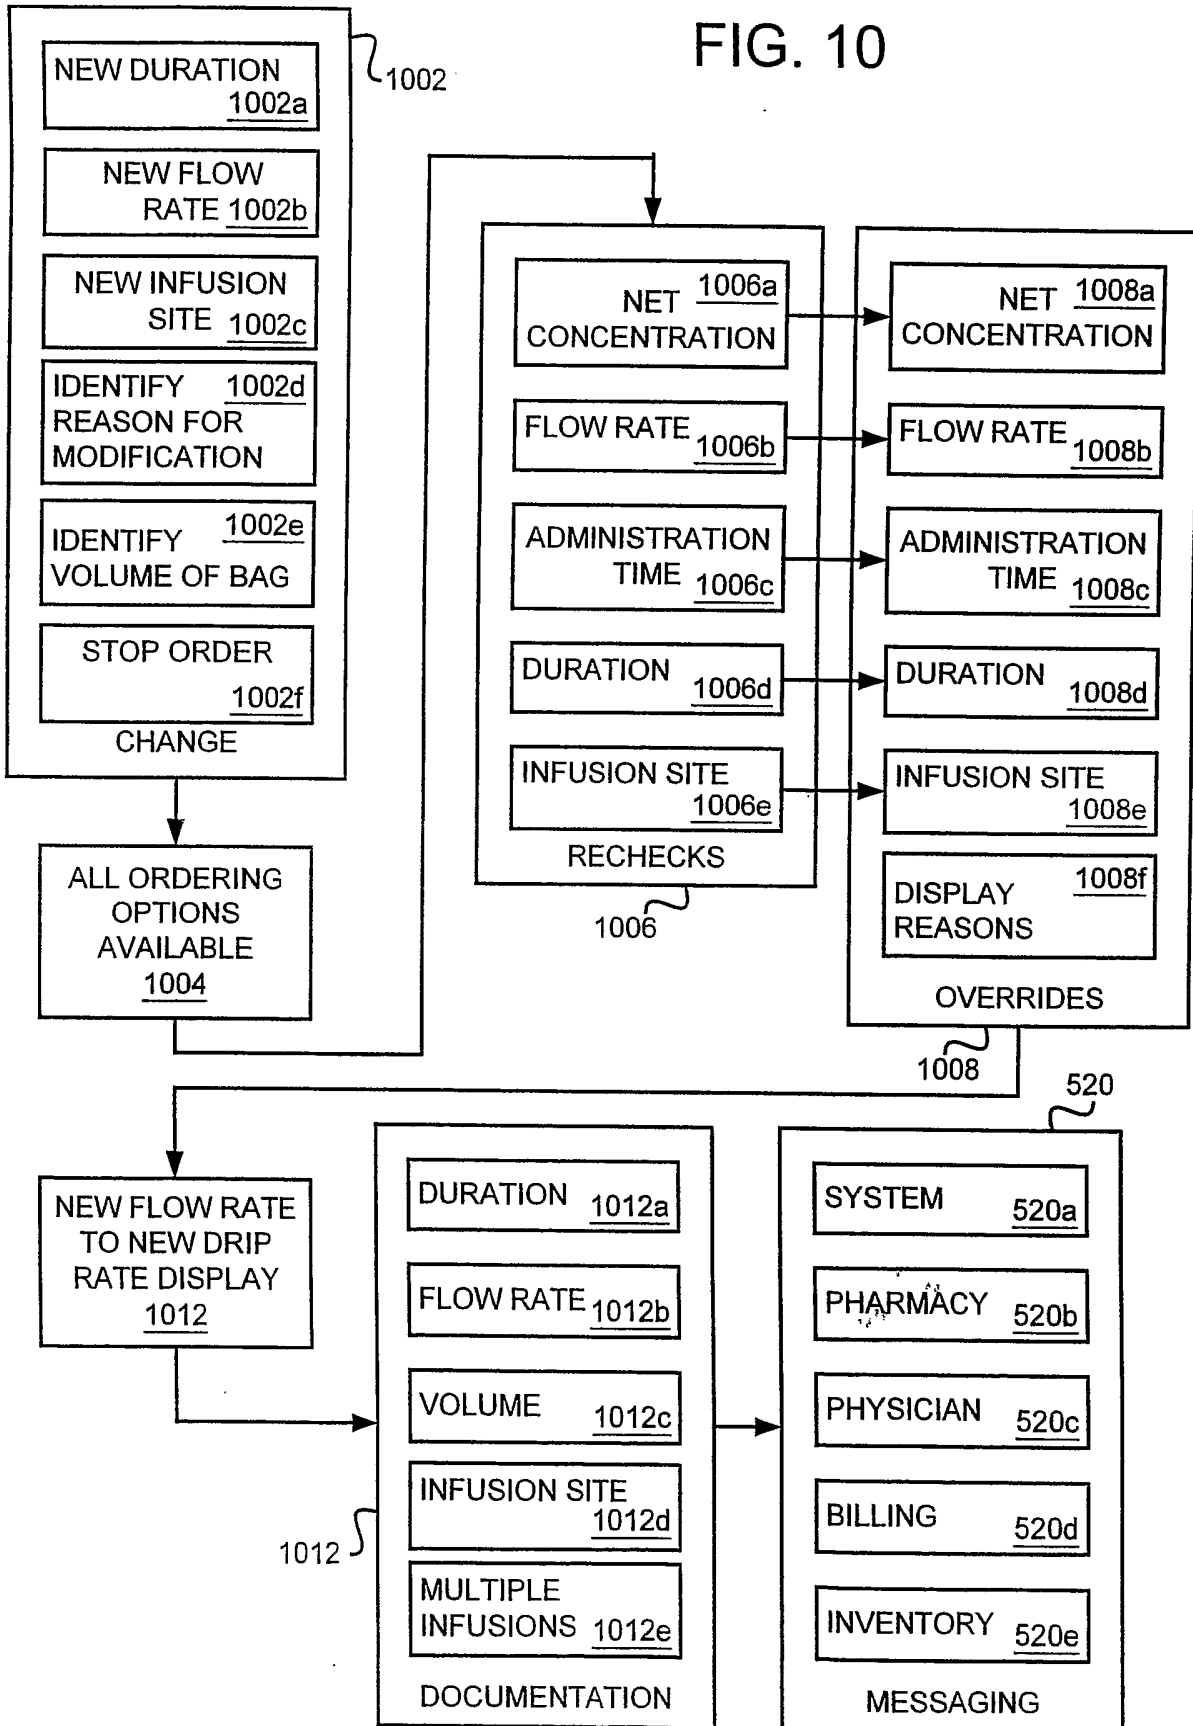 FIG. 10
NEW DURATION
1002a
1002
NEW FLOW
RATE 1002b
NEW INFUSION
SITE 1002c
IDENTIFY 1002d
REASON FOR
MODIFICATION
1002e
IDENTIFY
VOLUME OF BAG
STOP ORDER
1002f
CHANGE
ALL ORDERING
OPTIONS
AVAILABLE
1004
1006a
NET
CONCENTRATION
FLOW RATE
1006b
ADMINISTRATION
TIME 1006c
DURATION
1006d
INFUSION SITE
1006e
RECHECKS
1006
1008a
NET
CONCENTRATION
FLOW RATE
1008b
ADMINISTRATION
TIME 1008c
DURATION
1008d
INFUSION SITE
1008e
1008f
DISPLAY
REASONS
OVERRIDES
1008
NEW FLOW RATE
TO NEW DRIP
RATE DISPLAY
1012
DURATION
1012a
FLOW RATE
1012b
VOLUME
1012c
INFUSION SITE
1012d
MULTIPLE
INFUSIONS 1012e
DOCUMENTATION
1012
520
SYSTEM
520a
PHARMACY
520b
PHYSICIAN
520c
BILLING
520d
INVENTORY
520e
MESSAGING